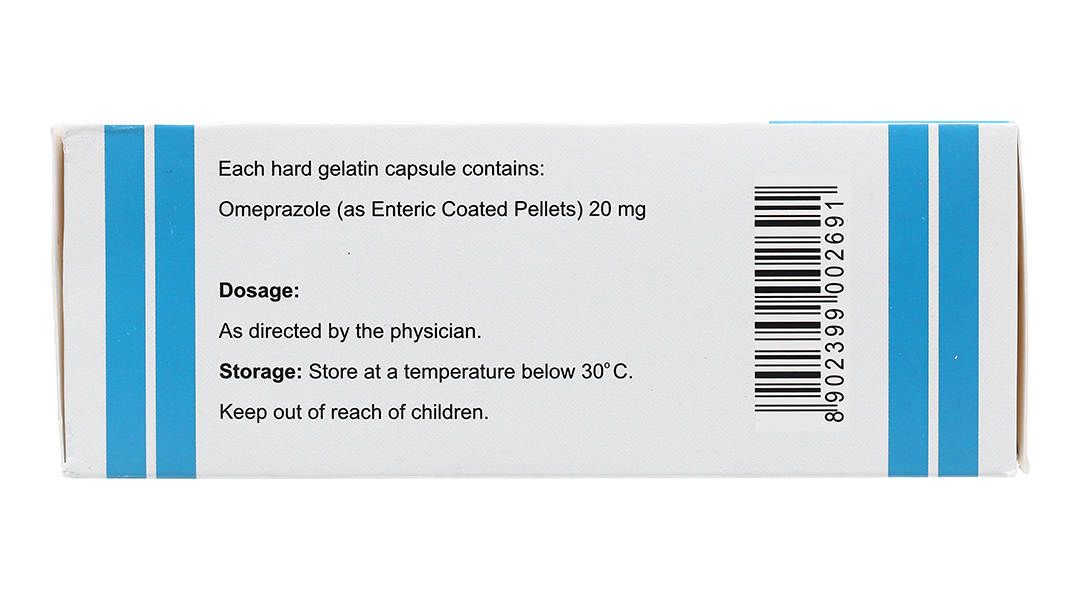 Each hard gelatin capsule contains:
Omeprazole (as Enteric Coated Pellets) 20 mg
Dosage:
As directed by the physician.
Storage: Store at a temperature below 30°C.
Keep out of reach of children.
8902399002691